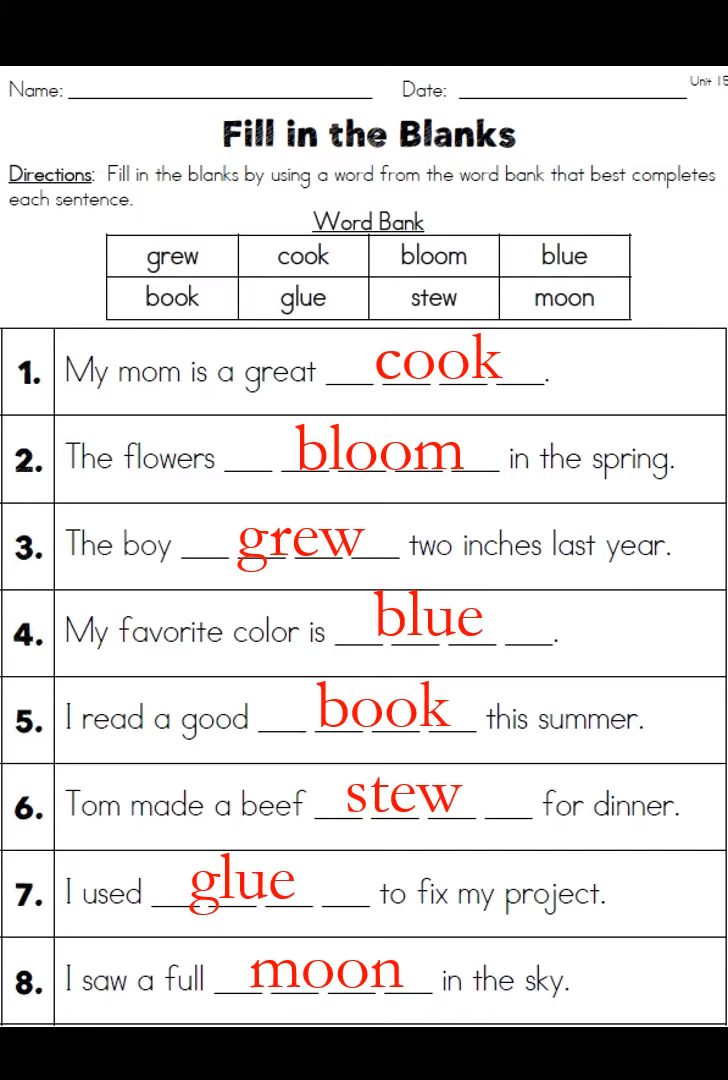 Unit 15
Name: Date:
Fill in the Blanks
Directions: Fill in the blanks by using a word from the word bank that best completes
each sentence.
Word Bank
grew cook bloom blue
book glue stew moon
1. My mom is a great cook.
2. The flowers bloom in the spring.
3. The boy grew two inches last year.
4. My favorite color is blue.
5. I read a good book this summer.
6. Tom made a beef stew for dinner.
7. I used glue to fix my project.
8. I saw a full moon in the sky.